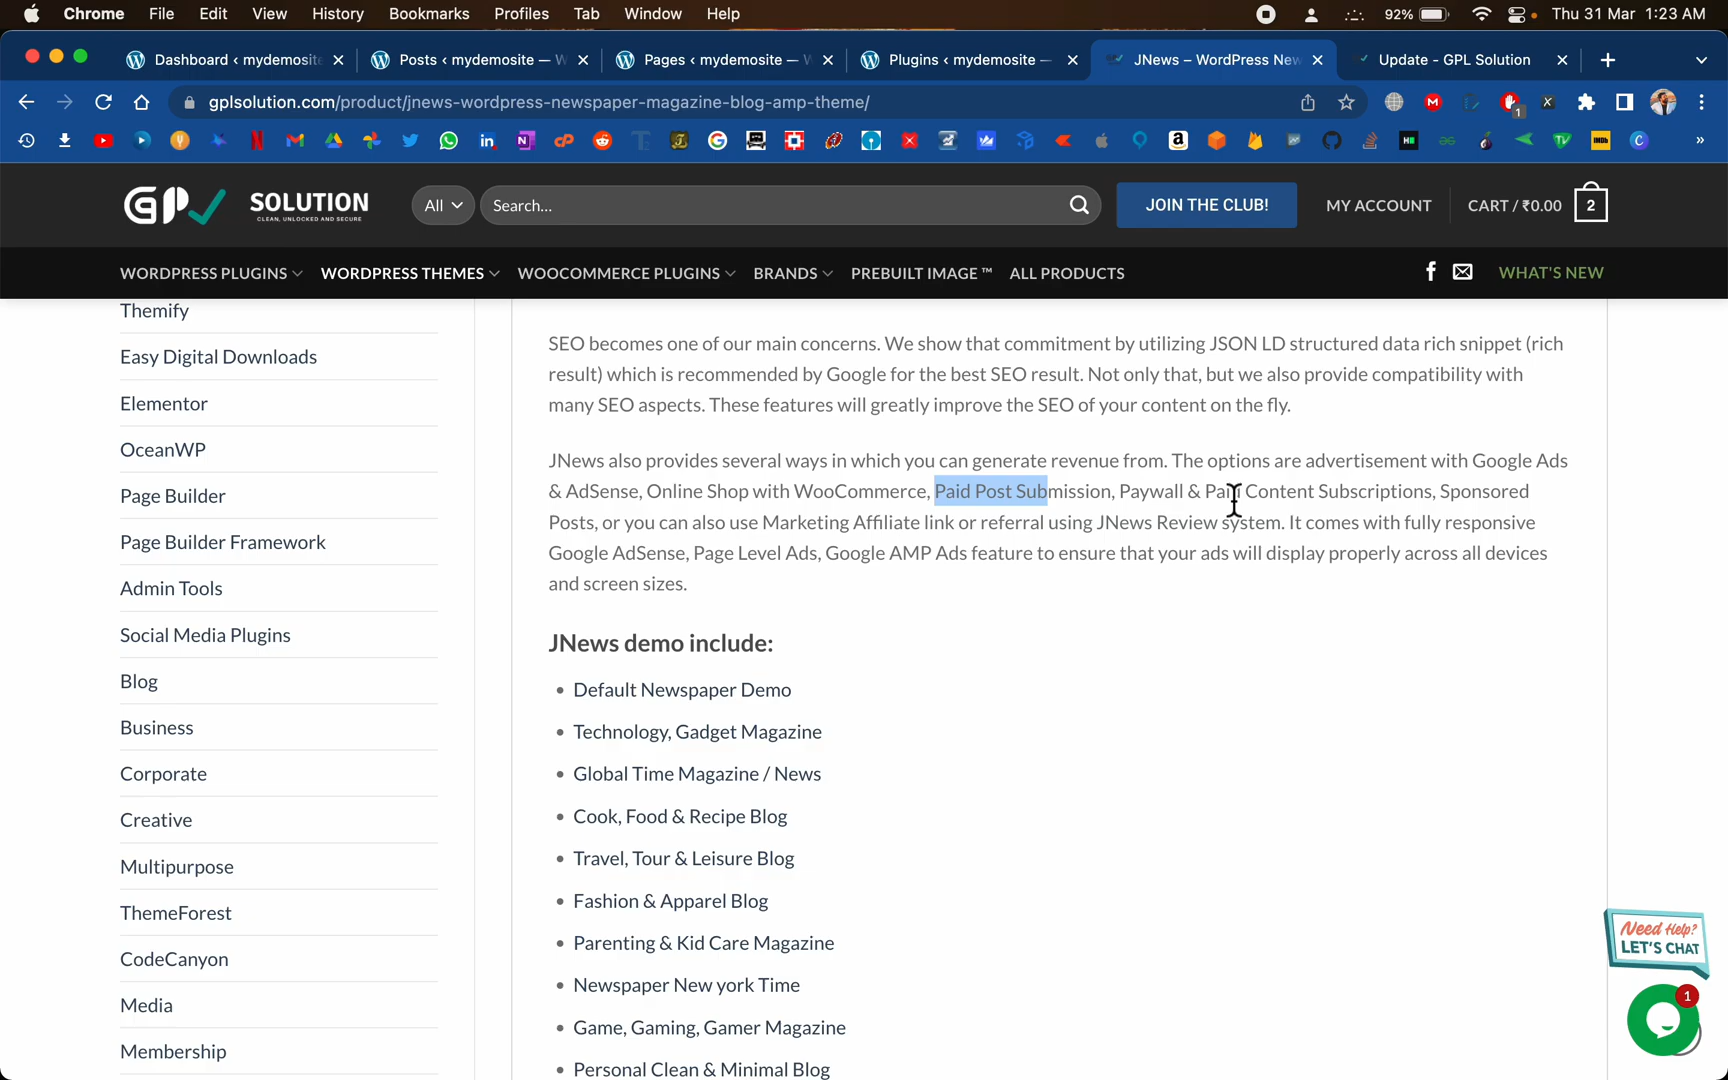 Chrome File Edit View History Bookmarks Profiles Tab Window Help 92% Thu 31 Mar 1:23 AM
Dashboard ‹ mydemosite Posts ‹ mydemosite — W Pages ‹ mydemosite — W Plugins ‹ mydemosite — JNews – WordPress New Update - GPL Solution
gplsolution.com/product/jnews-wordpress-newspaper-magazine-blog-amp-theme/
GPL SOLUTION
CLEAN, UNLOCKED AND SECURE
All Search... JOIN THE CLUB! MY ACCOUNT CART / ₹0.00 2
WORDPRESS PLUGINS WORDPRESS THEMES WOOCOMMERCE PLUGINS BRANDS PREBUILT IMAGE ™ ALL PRODUCTS WHAT'S NEW
Themify
Easy Digital Downloads
Elementor
OceanWP
Page Builder
Page Builder Framework
Admin Tools
Social Media Plugins
Blog
Business
Corporate
Creative
Multipurpose
ThemeForest
CodeCanyon
Media
Membership
SEO becomes one of our main concerns. We show that commitment by utilizing JSON LD structured data rich snippet (rich
result) which is recommended by Google for the best SEO result. Not only that, but we also provide compatibility with
many SEO aspects. These features will greatly improve the SEO of your content on the fly.
JNews also provides several ways in which you can generate revenue from. The options are advertisement with Google Ads
& AdSense, Online Shop with WooCommerce, Paid Post Submission, Paywall & Paid Content Subscriptions, Sponsored
Posts, or you can also use Marketing Affiliate link or referral using JNews Review system. It comes with fully responsive
Google AdSense, Page Level Ads, Google AMP Ads feature to ensure that your ads will display properly across all devices
and screen sizes.
JNews demo include:
• Default Newspaper Demo
• Technology, Gadget Magazine
• Global Time Magazine / News
• Cook, Food & Recipe Blog
• Travel, Tour & Leisure Blog
• Fashion & Apparel Blog
• Parenting & Kid Care Magazine
• Newspaper New york Time
• Game, Gaming, Gamer Magazine
• Personal Clean & Minimal Blog
Need Help?
LET'S CHAT
1